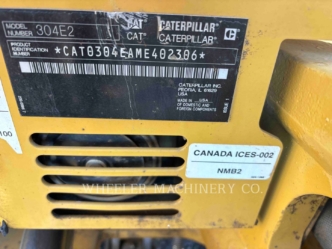 MODEL NUMBER 304E2
CAT CATERPILLAR
CAT® CATERPILLAR®
PRODUCT IDENTIFICATION NUMBER
*CAT0304EAME402306*
CATERPILLAR INC.
PEORIA, IL 61629
USA
MADE IN USA
OF DOMESTIC AND
FOREIGN COMPONENTS
100
CANADA ICES-002
NMB2
WHEELER MACHINERY CO.